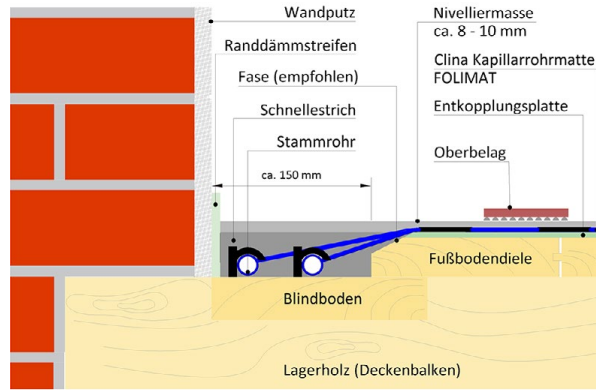 Wandputz
Randdämmstreifen
Fase (empfohlen)
Schnellestrich
Stammrohr
ca. 150 mm
Nivelliermasse
ca. 8 - 10 mm
Clina Kapillarrohrmatte
FOLIMAT
Entkopplungsplatte
Oberbelag
Fußbodendiele
Blindboden
Lagerholz (Deckenbalken)